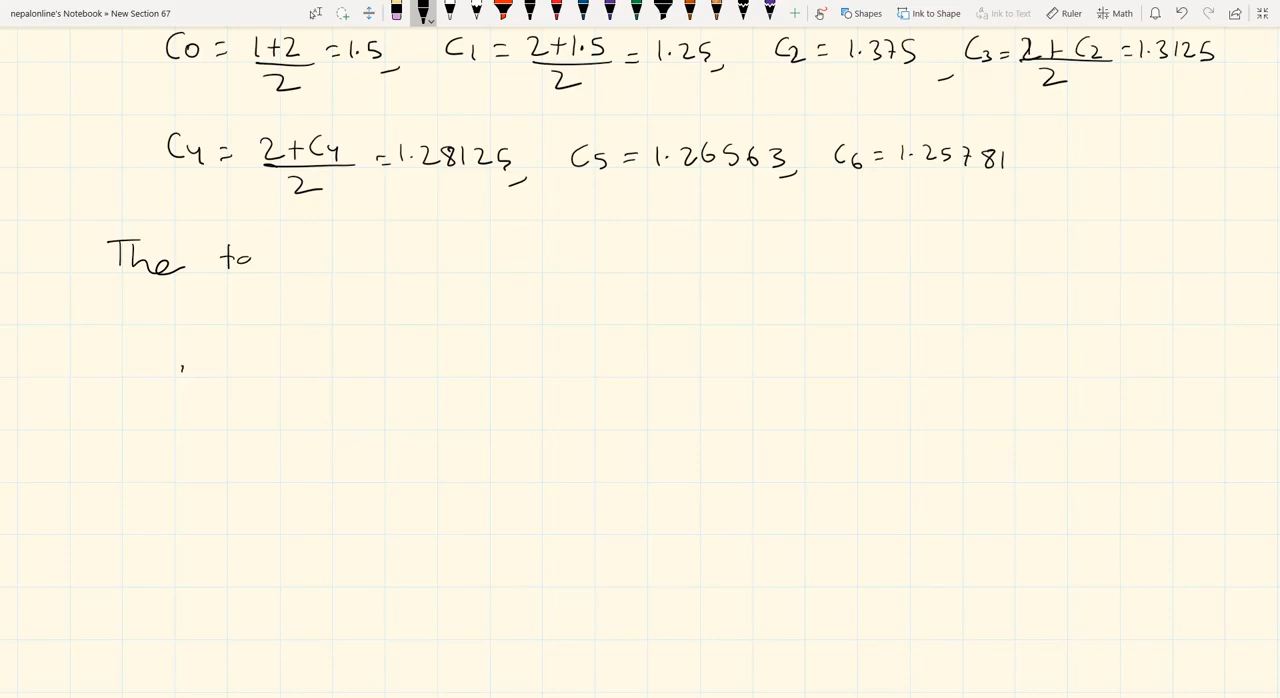 nepalonline's Notebook » New Section 67
Shapes Ink to Shape Ink to Text Ruler Math
C0 = 1+2/2 = 1.5, C1 = 2+1.5/2 = 1.25, C2 = 1.375, C3 = 2+C2/2 = 1.3125
C4 = 2+C4/2 = 1.28125, C5 = 1.26563, C6 = 1.25781
The to